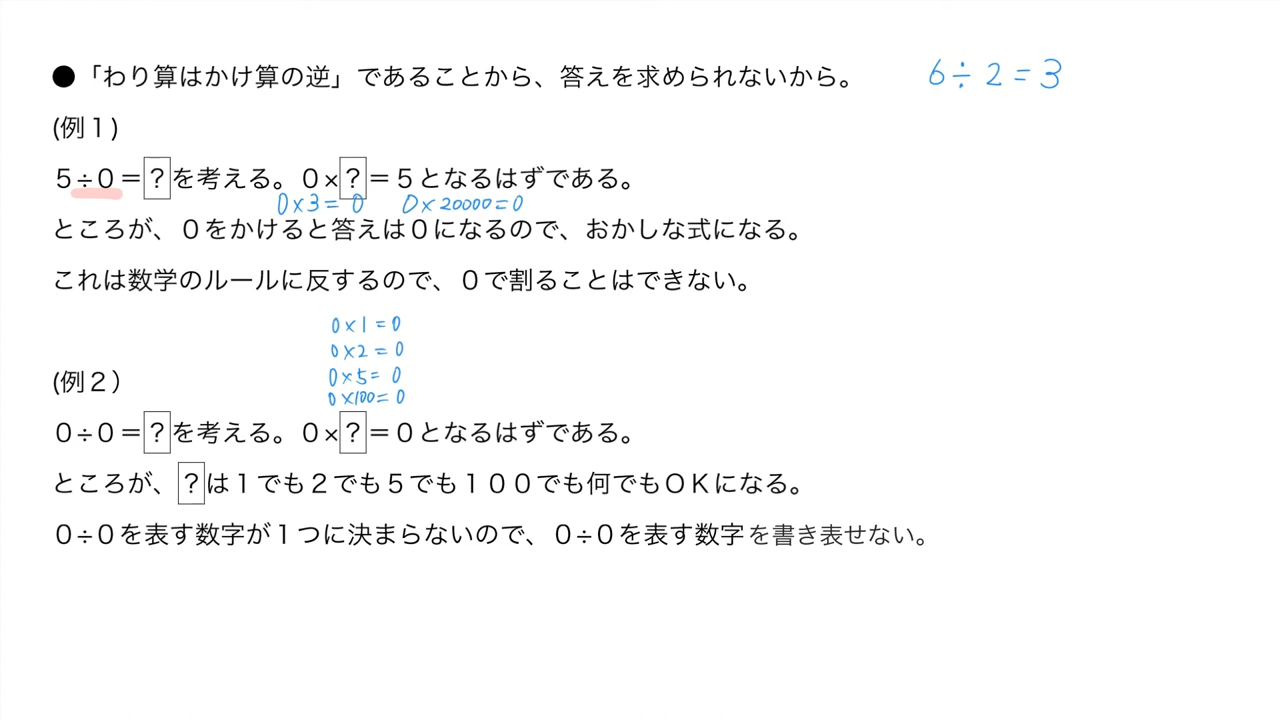 ●「わり算はかけ算の逆」であることから、答えを求められないから。
6÷2=3
(例１)
５÷０＝?を考える。０×?＝５となるはずである。
0×3=0 0×20000=0
ところが、０をかけると答えは０になるので、おかしな式になる。
これは数学のルールに反するので、０で割ることはできない。
0×1=0
0×2=0
0×5=0
0×100=0
(例２）
０÷０＝?を考える。０×?＝０となるはずである。
ところが、?は１でも２でも５でも１００でも何でもＯＫになる。
０÷０を表す数字が１つに決まらないので、０÷０を表す数字を書き表せない。